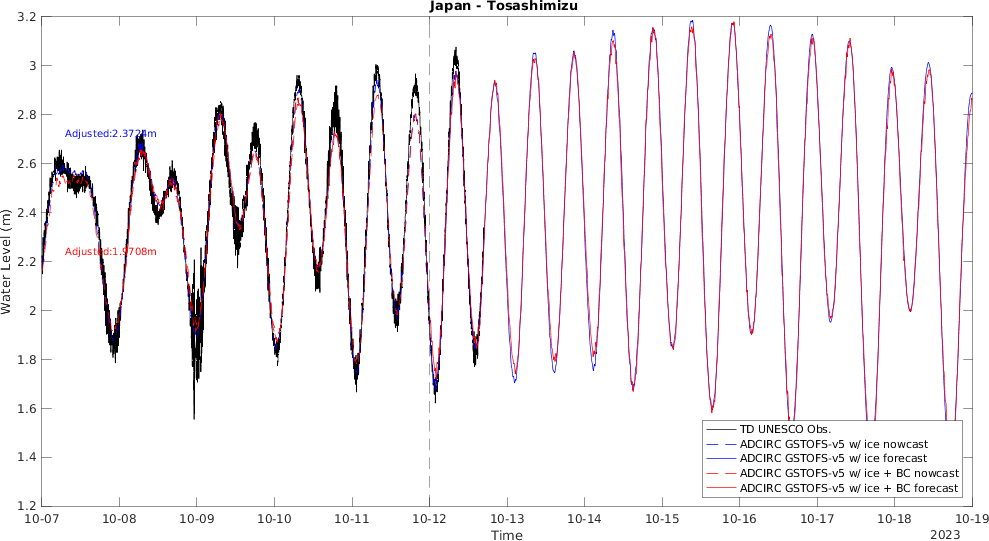 Japan - Tosashimizu
3.2
3
2.8
2.6
2.4
2.2
2
1.8
1.6
1.4
1.2
Water Level (m)
Adjusted:2.3724m
Adjusted:1.9708m
TD UNESCO Obs.
ADCIRC GSTOFS-v5 w/ ice nowcast
ADCIRC GSTOFS-v5 w/ ice forecast
ADCIRC GSTOFS-v5 w/ ice + BC nowcast
ADCIRC GSTOFS-v5 w/ ice + BC forecast
10-07 10-08 10-09 10-10 10-11 10-12 10-13 10-14 10-15 10-16 10-17 10-18 10-19
Time
2023